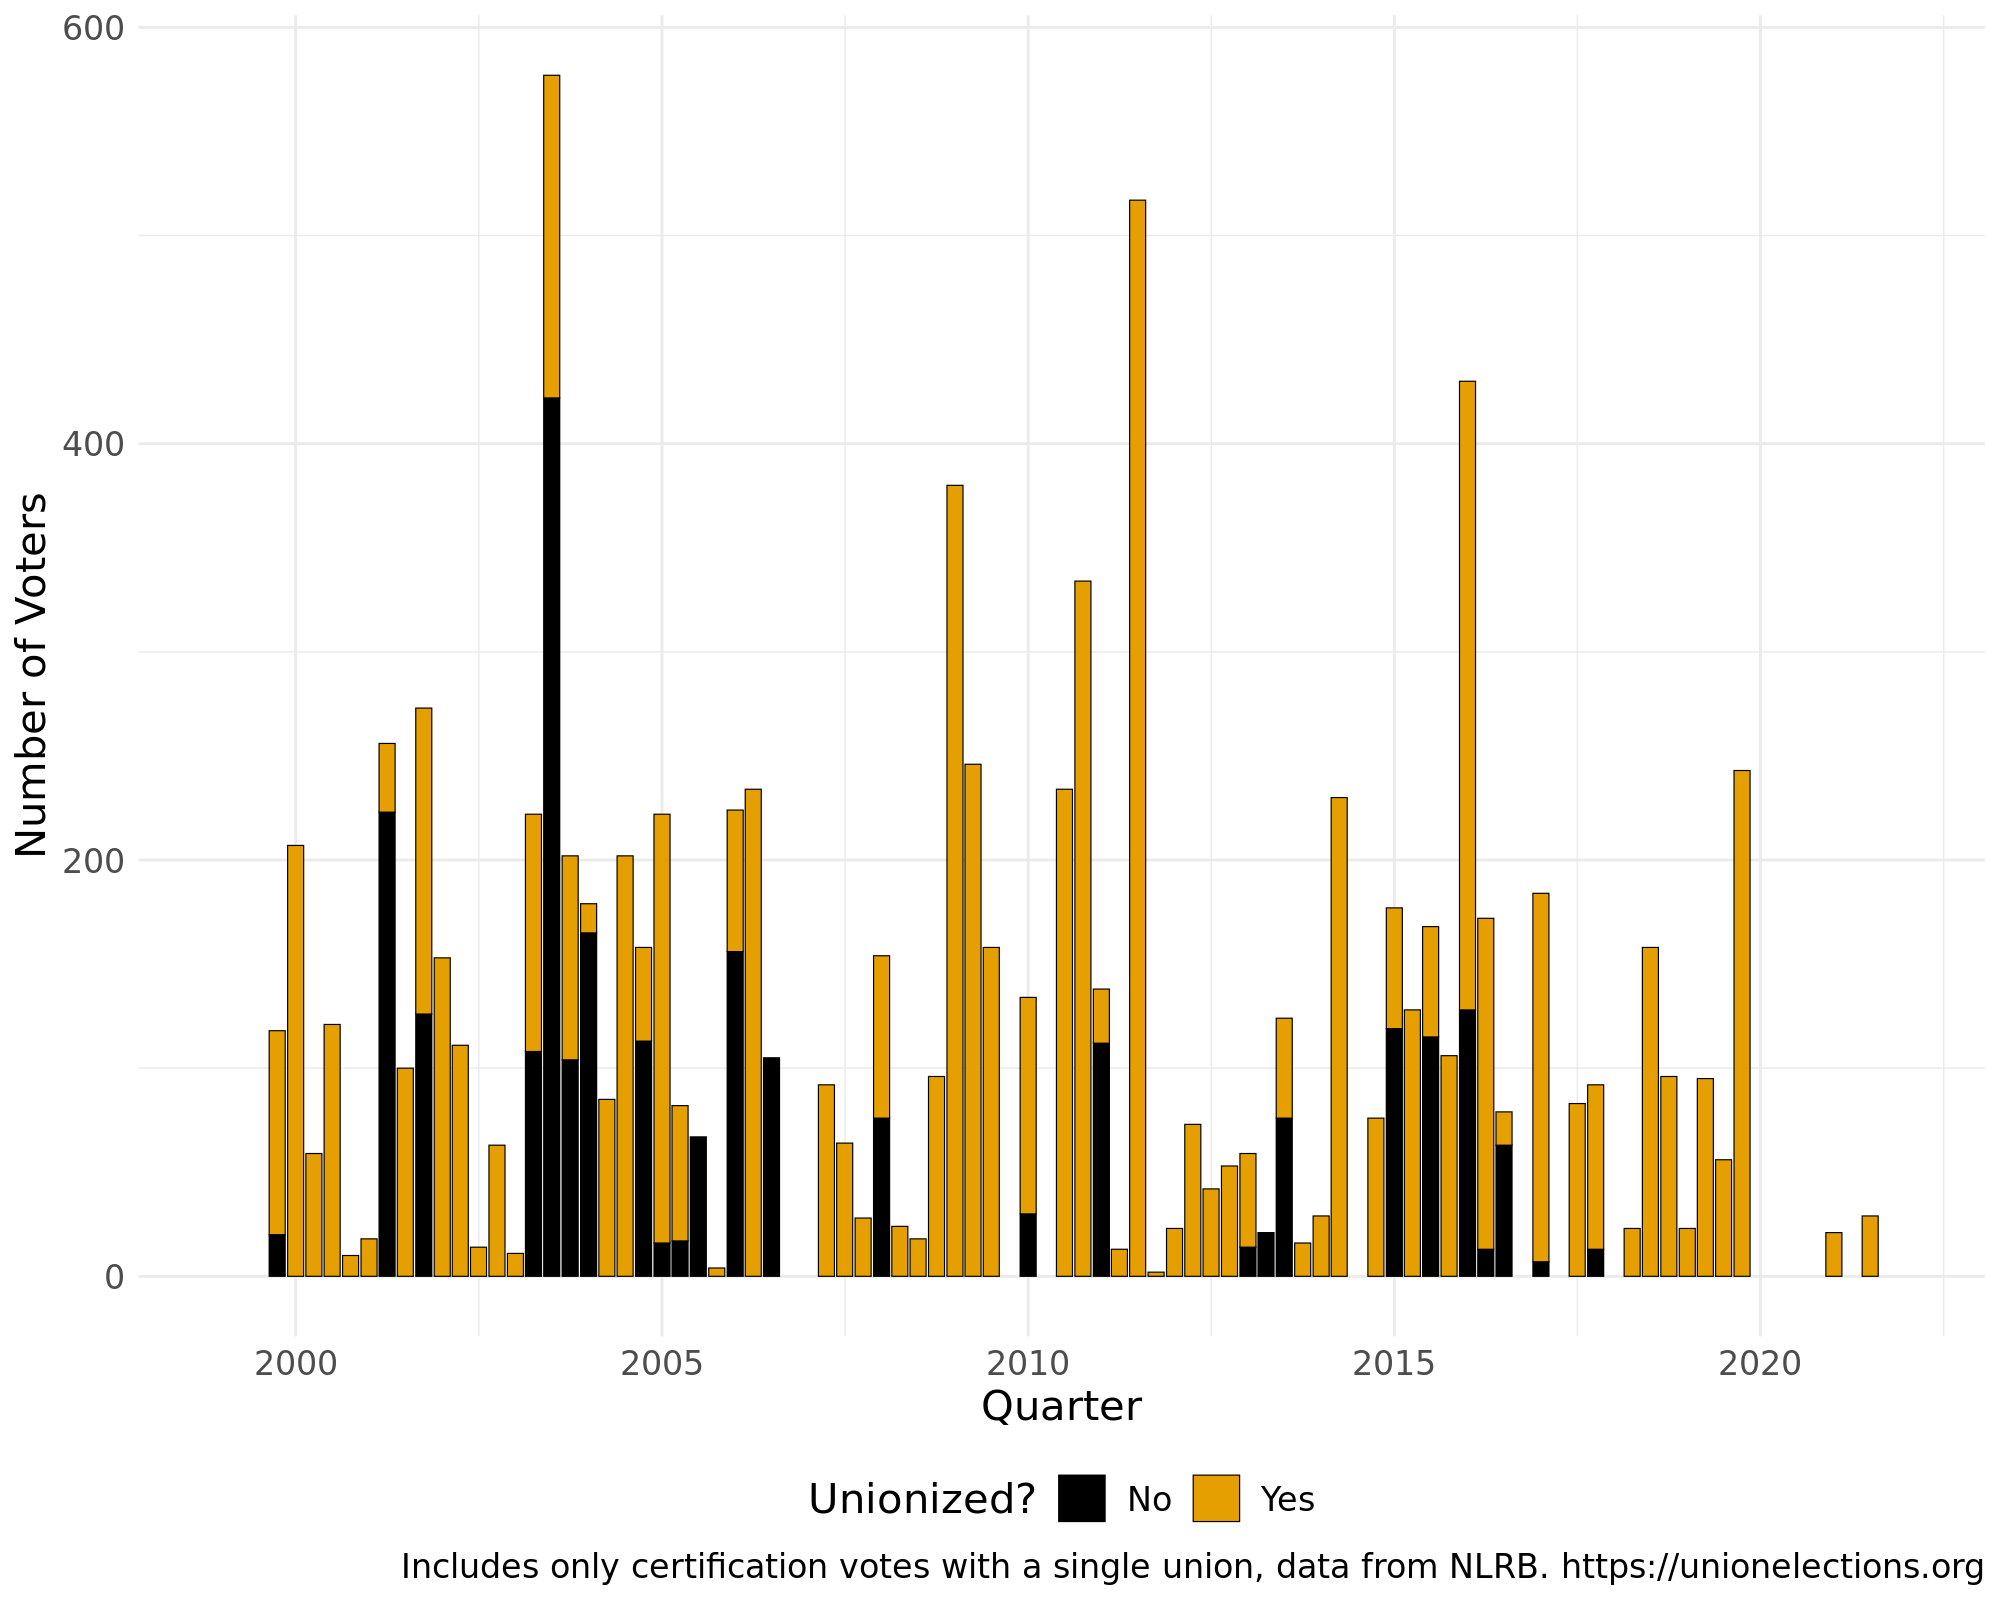 600
400
200
0
Number of Voters
2000 2005 2010 2015 2020
Quarter
Unionized? No Yes
Includes only certification votes with a single union, data from NLRB. https://unionelections.org